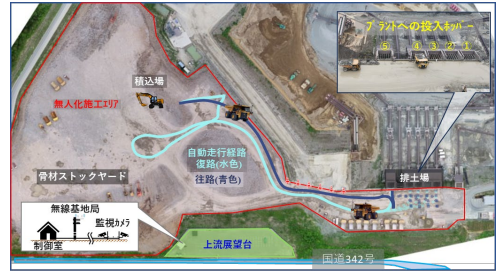 プラントへの投入ホッパー
⑤ ④ ③ ② ①
積込場
無人化施工エリア
自動走行経路
復路(水色)
往路(青色)
骨材ストックヤード
排土場
無線基地局
監視カメラ
制御室
上流展望台
国道342号